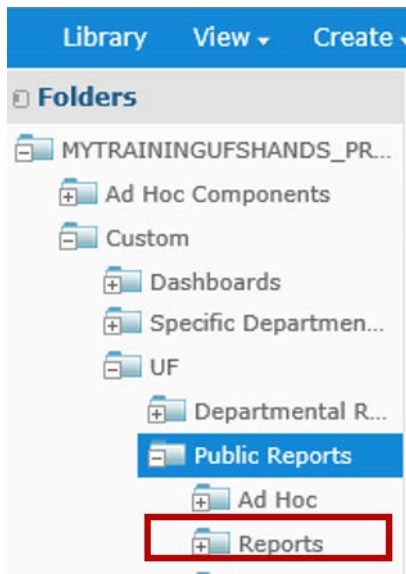 Library View Create
Folders
MYTRAININGUFSHANDS_PR...
Ad Hoc Components
Custom
Dashboards
Specific Departmen...
UF
Departmental R...
Public Reports
Ad Hoc
Reports